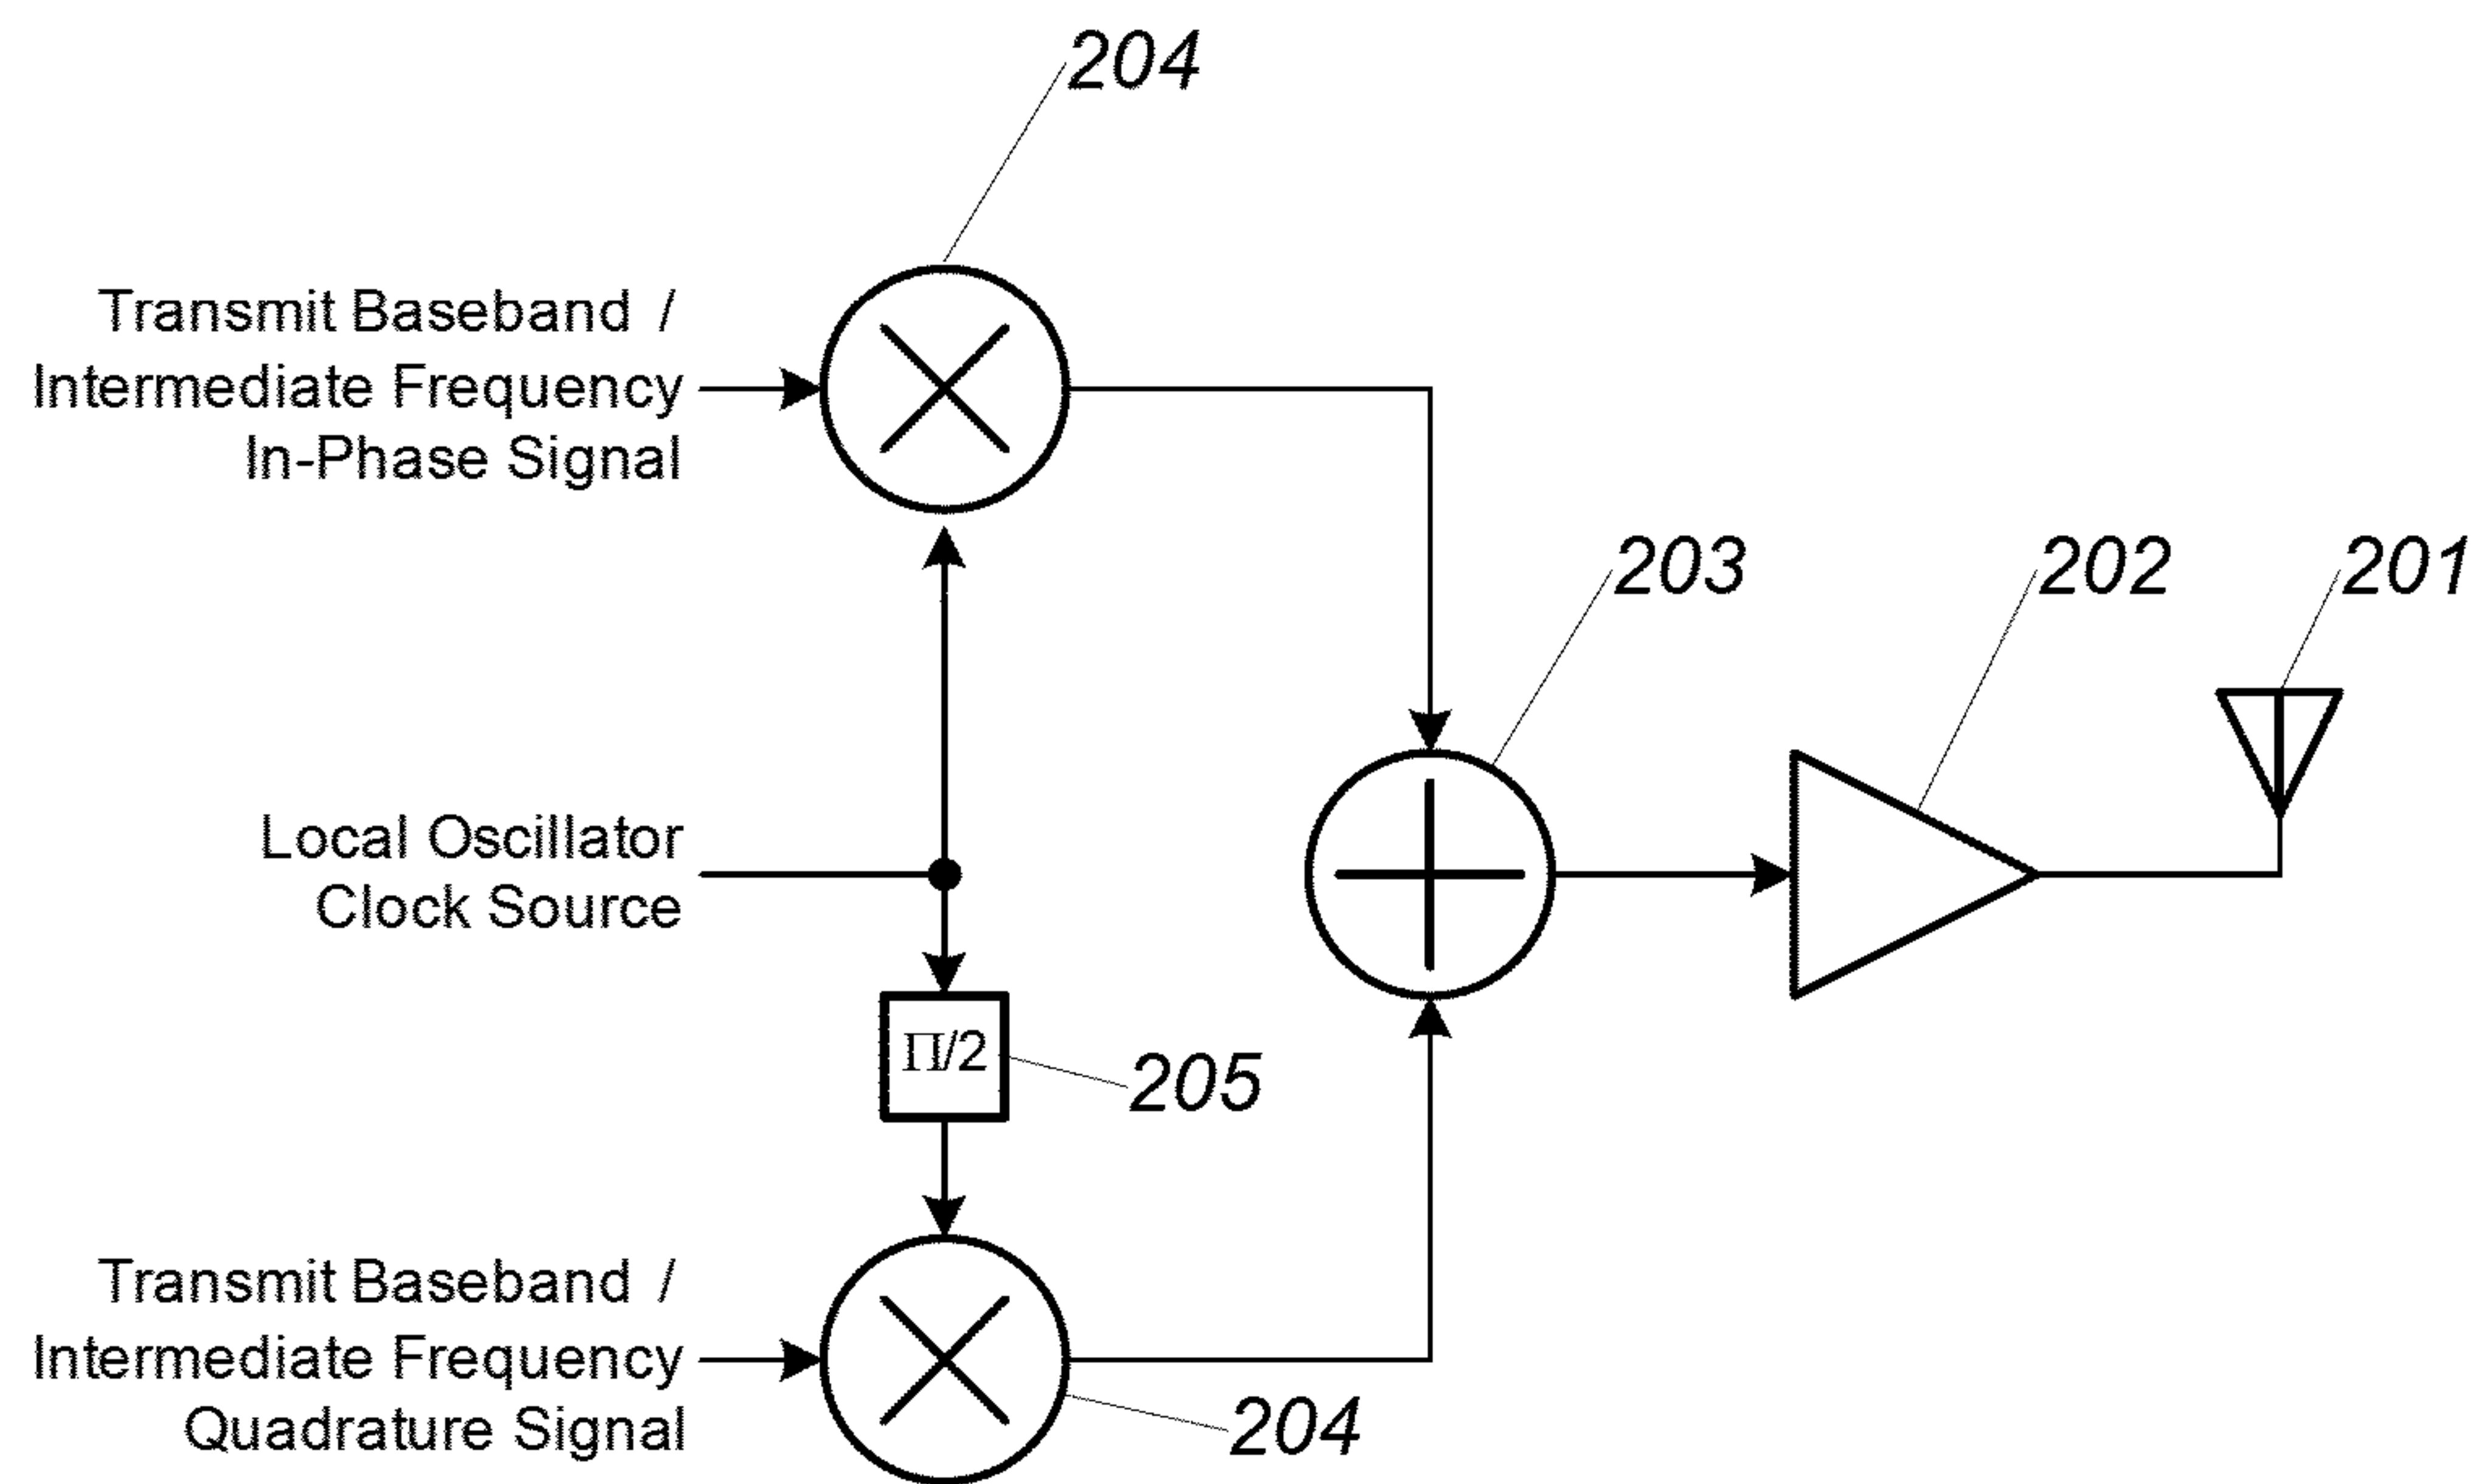 204
Transmit Baseband /
Intermediate Frequency
In-Phase Signal
203
202
201
Local Oscillator
Clock Source
Π/2
205
Transmit Baseband /
Intermediate Frequency
Quadrature Signal
204